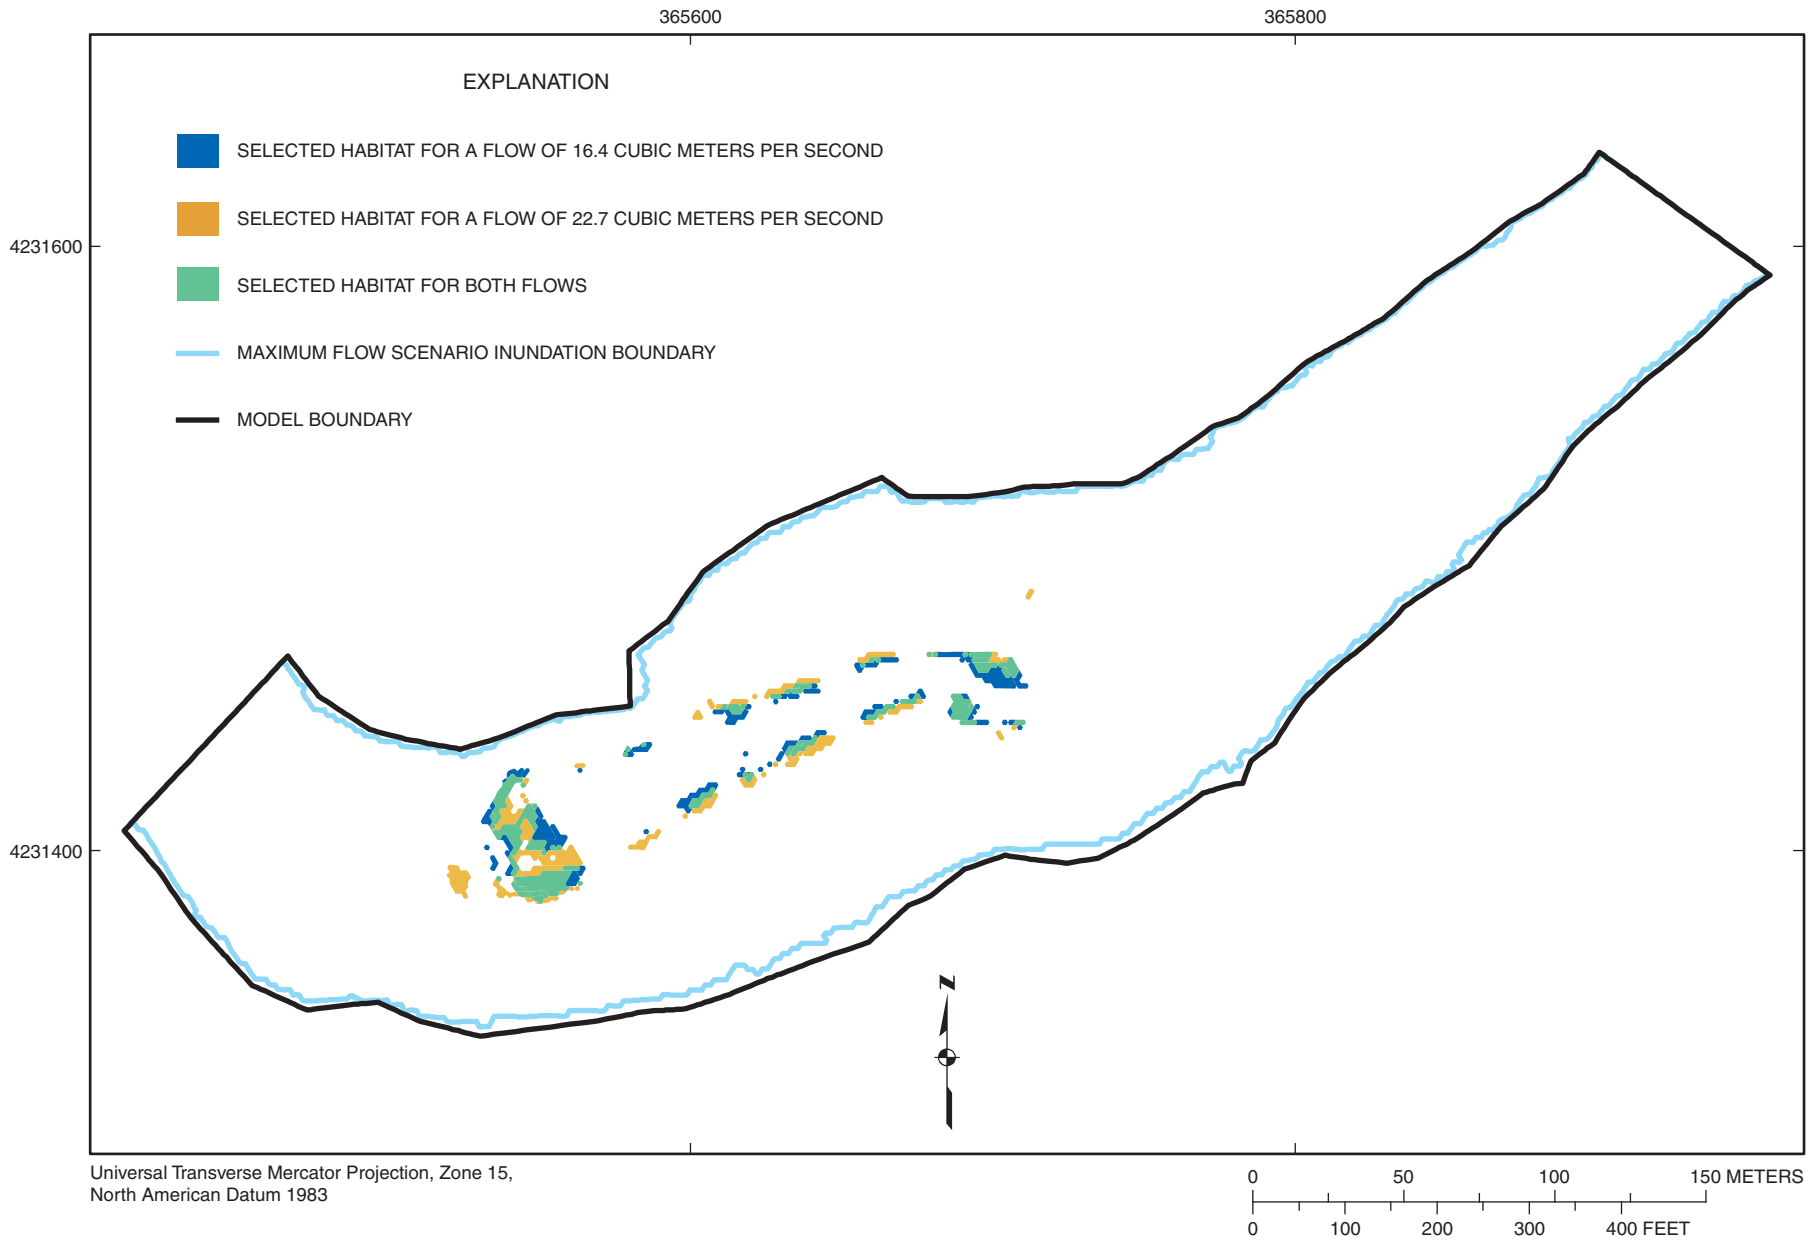 365600 365800
EXPLANATION
SELECTED HABITAT FOR A FLOW OF 16.4 CUBIC METERS PER SECOND
SELECTED HABITAT FOR A FLOW OF 22.7 CUBIC METERS PER SECOND
4231600
SELECTED HABITAT FOR BOTH FLOWS
MAXIMUM FLOW SCENARIO INUNDATION BOUNDARY
MODEL BOUNDARY
4231400
N
Universal Transverse Mercator Projection, Zone 15,
North American Datum 1983
0 50 100 150 METERS
0 100 200 300 400 FEET